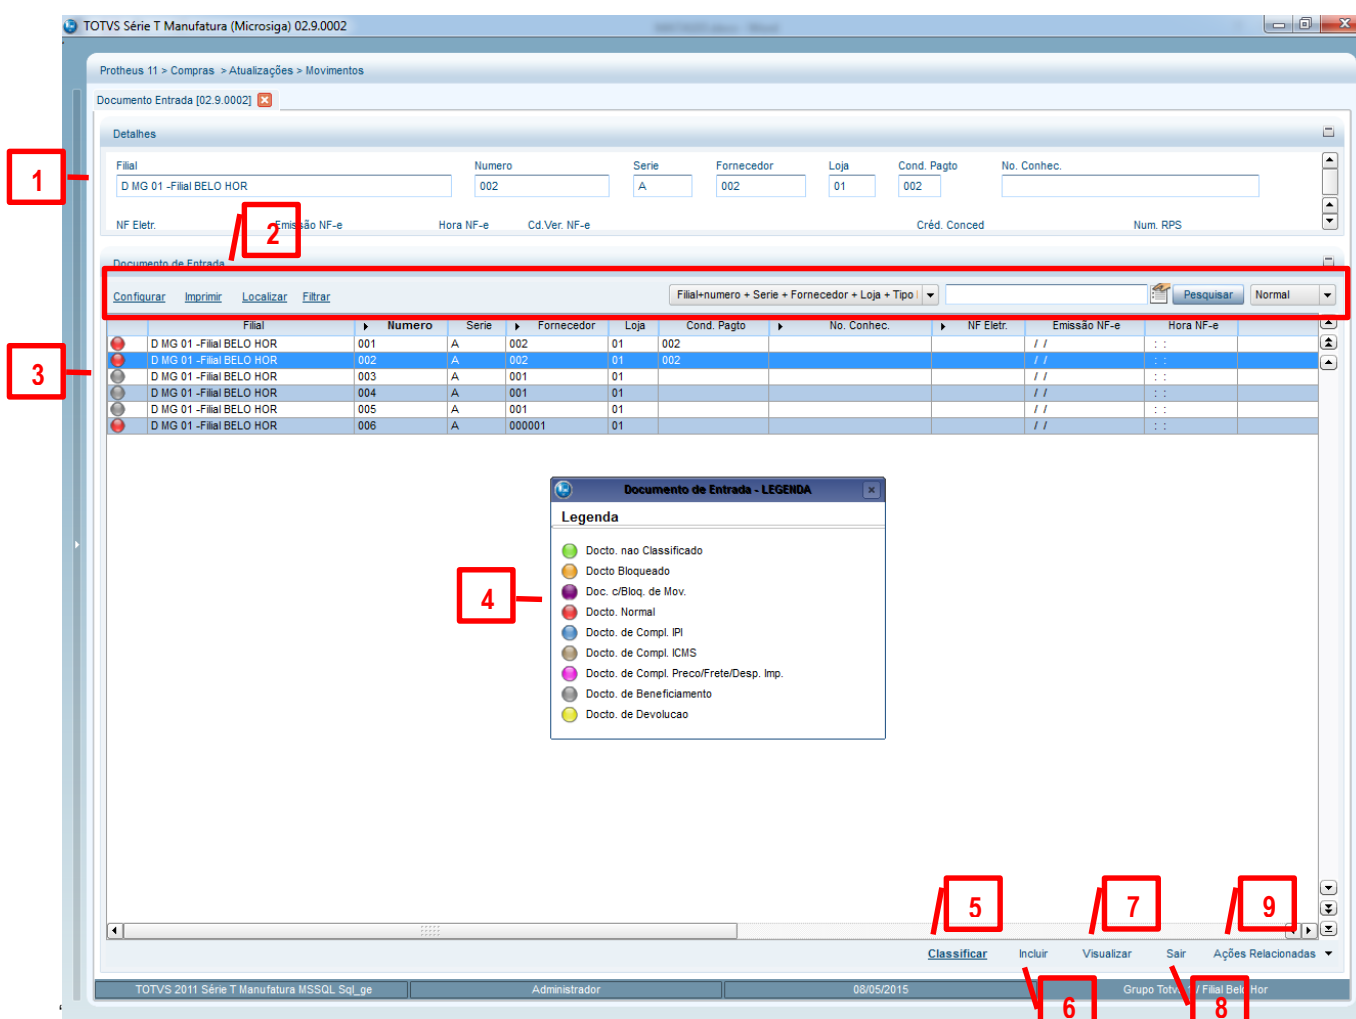 TOTVS Série T Manufatura (Microsiga) 02.9.0002
Protheus 11 > Compras > Atualizações > Movimentos
Documento Entrada [02.9.0002]
Detalhes
1
Filial Numero Serie Fornecedor Loja Cond. Pagto No. Conhec.
D MG 01 -Filial BELO HOR 002 A 002 01 002
2
NF Eletr. Emissão NF-e Hora NF-e Cd.Ver. NF-e Créd. Conced Num. RPS
Documento de Entrada
Configurar Imprimir Localizar Filtrar Filial+numero + Serie + Fornecedor + Loja + Tipo Pesquisar Normal
Filial Numero Serie Fornecedor Loja Cond. Pagto No. Conhec. NF Eletr. Emissão NF-e Hora NF-e
D MG 01 -Filial BELO HOR 001 A 002 01 002 / / : :
D MG 01 -Filial BELO HOR 002 A 002 01 002 / / : :
3
D MG 01 -Filial BELO HOR 003 A 001 01 / / : :
D MG 01 -Filial BELO HOR 004 A 001 01 / / : :
D MG 01 -Filial BELO HOR 005 A 001 01 / / : :
D MG 01 -Filial BELO HOR 006 A 000001 01 / / : :
Documento de Entrada - LEGENDA
Legenda
Docto. nao Classificado
Docto Bloqueado
Doc. c/Bloq. de Mov.
4
Docto. Normal
Docto. de Compl. IPI
Docto. de Compl. ICMS
Docto. de Compl. Preco/Frete/Desp. Imp.
Docto. de Beneficiamento
Docto. de Devolucao
5 7 9
Classificar Incluir Visualizar Sair Ações Relacionadas
TOTVS 2011 Série T Manufatura MSSQL Sql_ge Administrador 08/05/2015 Grupo Totvs / Filial Belo Hor
6 8